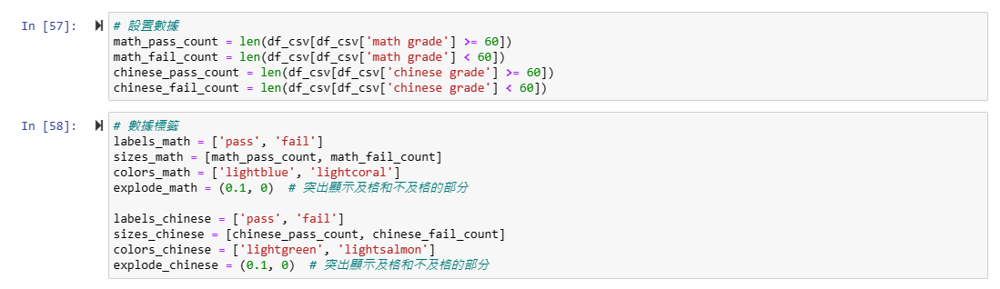 In [57]:
# 設置數據
math_pass_count = len(df_csv[df_csv['math grade'] >= 60])
math_fail_count = len(df_csv[df_csv['math grade'] < 60])
chinese_pass_count = len(df_csv[df_csv['chinese grade'] >= 60])
chinese_fail_count = len(df_csv[df_csv['chinese grade'] < 60])
In [58]:
# 數據標籤
labels_math = ['pass', 'fail']
sizes_math = [math_pass_count, math_fail_count]
colors_math = ['lightblue', 'lightcoral']
explode_math = (0.1, 0)  # 突出顯示及格和不及格的部分
labels_chinese = ['pass', 'fail']
sizes_chinese = [chinese_pass_count, chinese_fail_count]
colors_chinese = ['lightgreen', 'lightsalmon']
explode_chinese = (0.1, 0)  # 突出顯示及格和不及格的部分